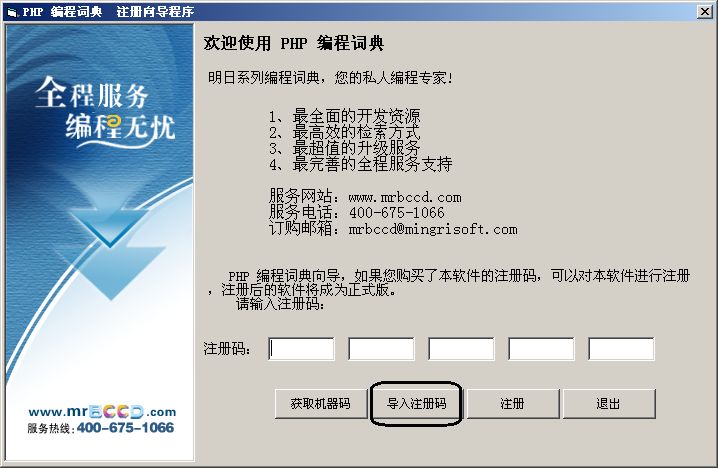 PHP 编程词典 注册向导程序
全程服务
编程无忧
www.mrBCCD.com
服务热线:400-675-1066
欢迎使用 PHP 编程词典
明日系列编程词典，您的私人编程专家!
1、最全面的开发资源
2、最高效的检索方式
3、最超值的升级服务
4、最完善的全程服务支持
服务网站：www.mrbccd.com
服务电话：400-675-1066
订购邮箱：mrbccd@mingrisoft.com
PHP 编程词典向导，如果您购买了本软件的注册码，可以对本软件进行注册
，注册后的软件将成为正式版。
请输入注册码：
注册码：
获取机器码 导入注册码 注册 退出